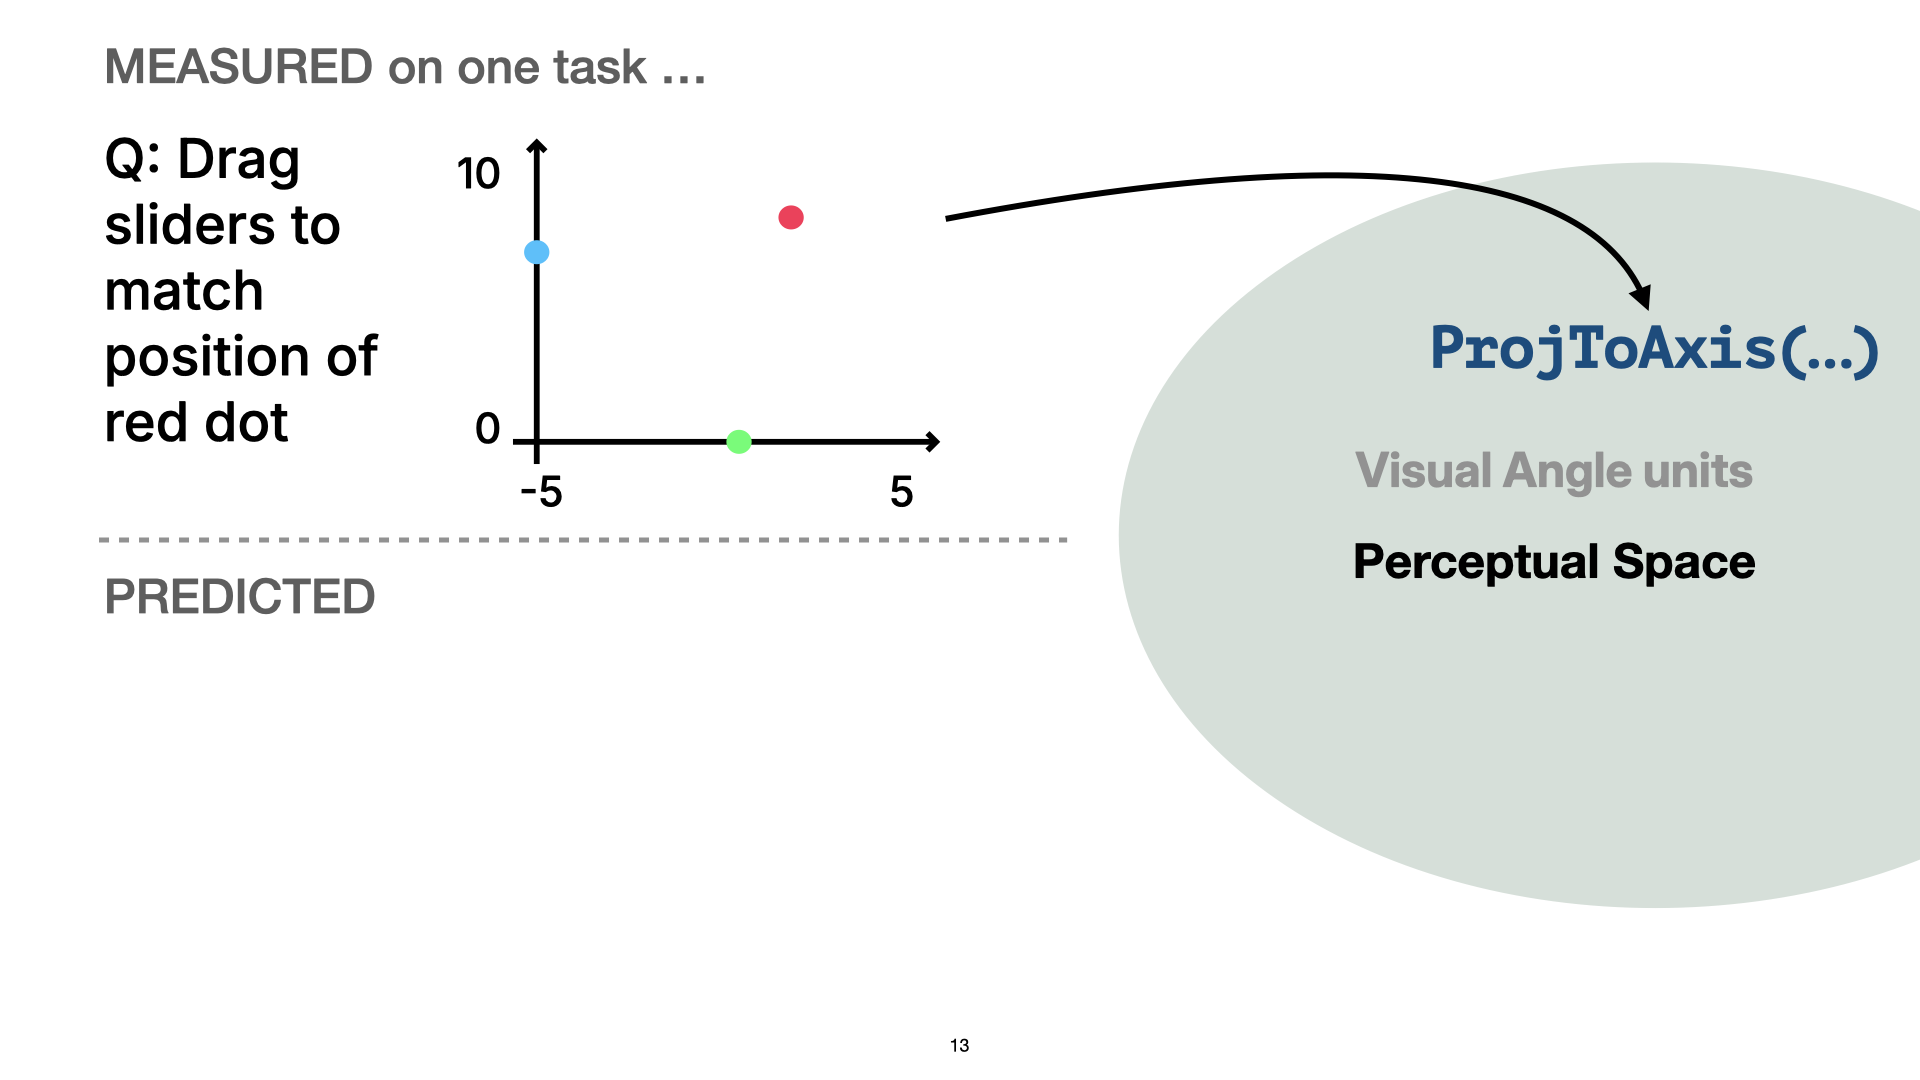 MEASURED on one task …
Q: Drag
sliders to
match
position of
red dot
10
0
-5
5
ProjToAxis(…)
Visual Angle units
Perceptual Space
PREDICTED
13